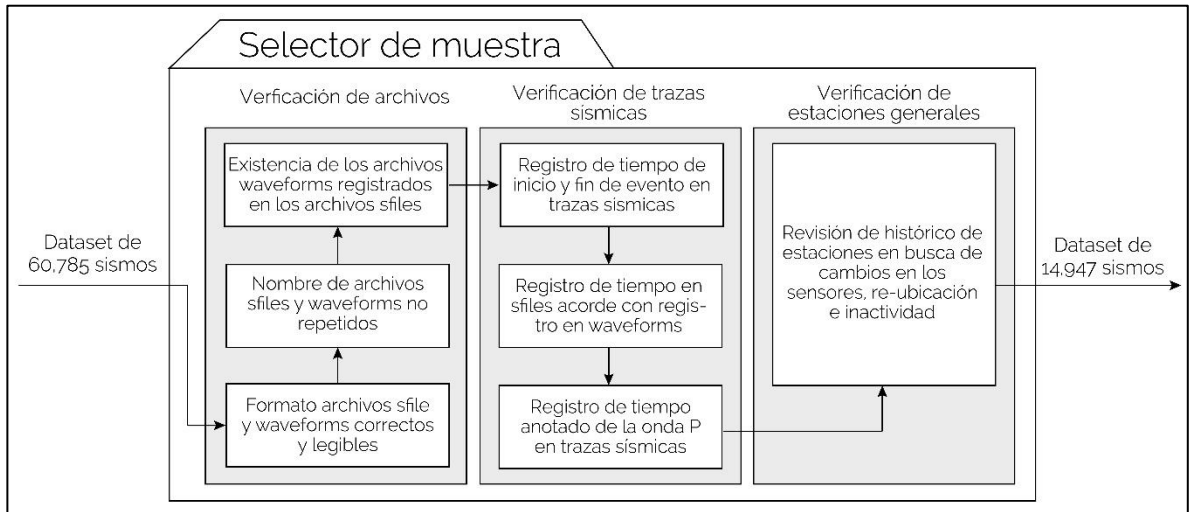 Selector de muestra
Verficación de archivos
Existencia de los archivos
waveforms registrados
en los archivos sfiles
Nombre de archivos
sfiles y waveforms no
repetidos
Formato archivos sfile
y waveforms correctos
y legibles
Dataset de
60,785 sismos
Verificación de trazas
sísmicas
Registro de tiempo de
inicio y fin de evento en
trazas sismicas
Registro de tiempo en
sfiles acorde con regis-
tro en waveforms
Registro de tiempo
anotado de la onda P
en trazas sísmicas
Verificación de
estaciones generales
Revisión de histórico de
estaciones en busca de
cambios en los
sensores, re-ubicación
e inactividad
Dataset de
14,947 sismos